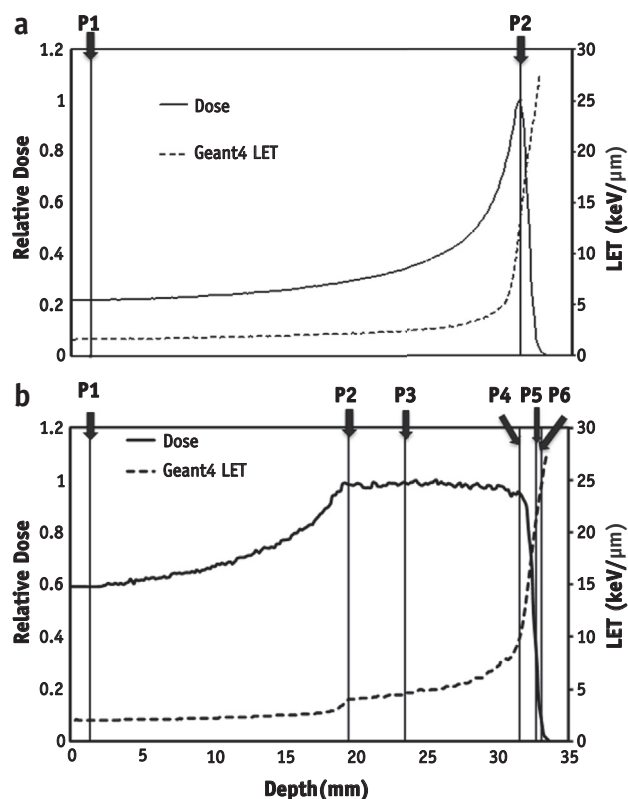 a
P1 P2
1.2 30
1 25
0.8 20
0.6 15
0.4 10
0.2 5
0 0
Relative Dose
LET (keV/μm)
Dose
Geant4 LET
b
P1 P2 P3 P4 P5 P6
1.2 30
1 25
0.8 20
0.6 15
0.4 10
0.2 5
0 0
Relative Dose
LET (keV/μm)
Dose
Geant4 LET
0 5 10 15 20 25 30 35
Depth(mm)